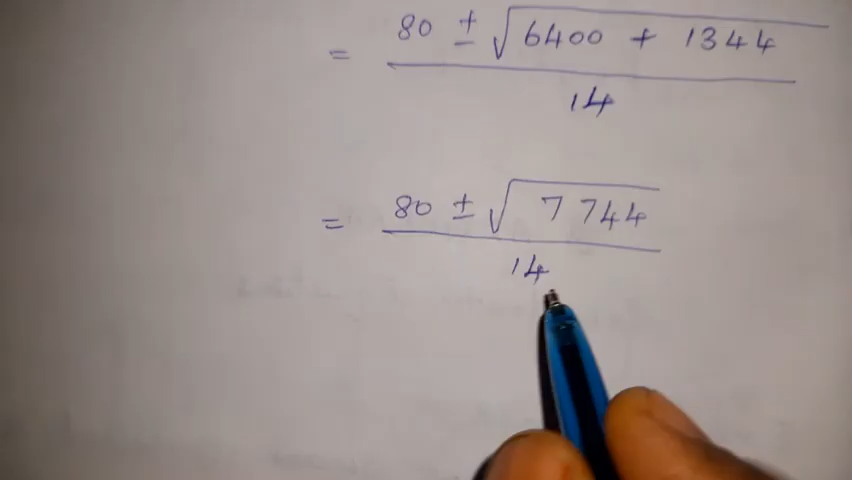 = (80 ± √(6400 + 1344)) / 14
= (80 ± √(7744)) / 14